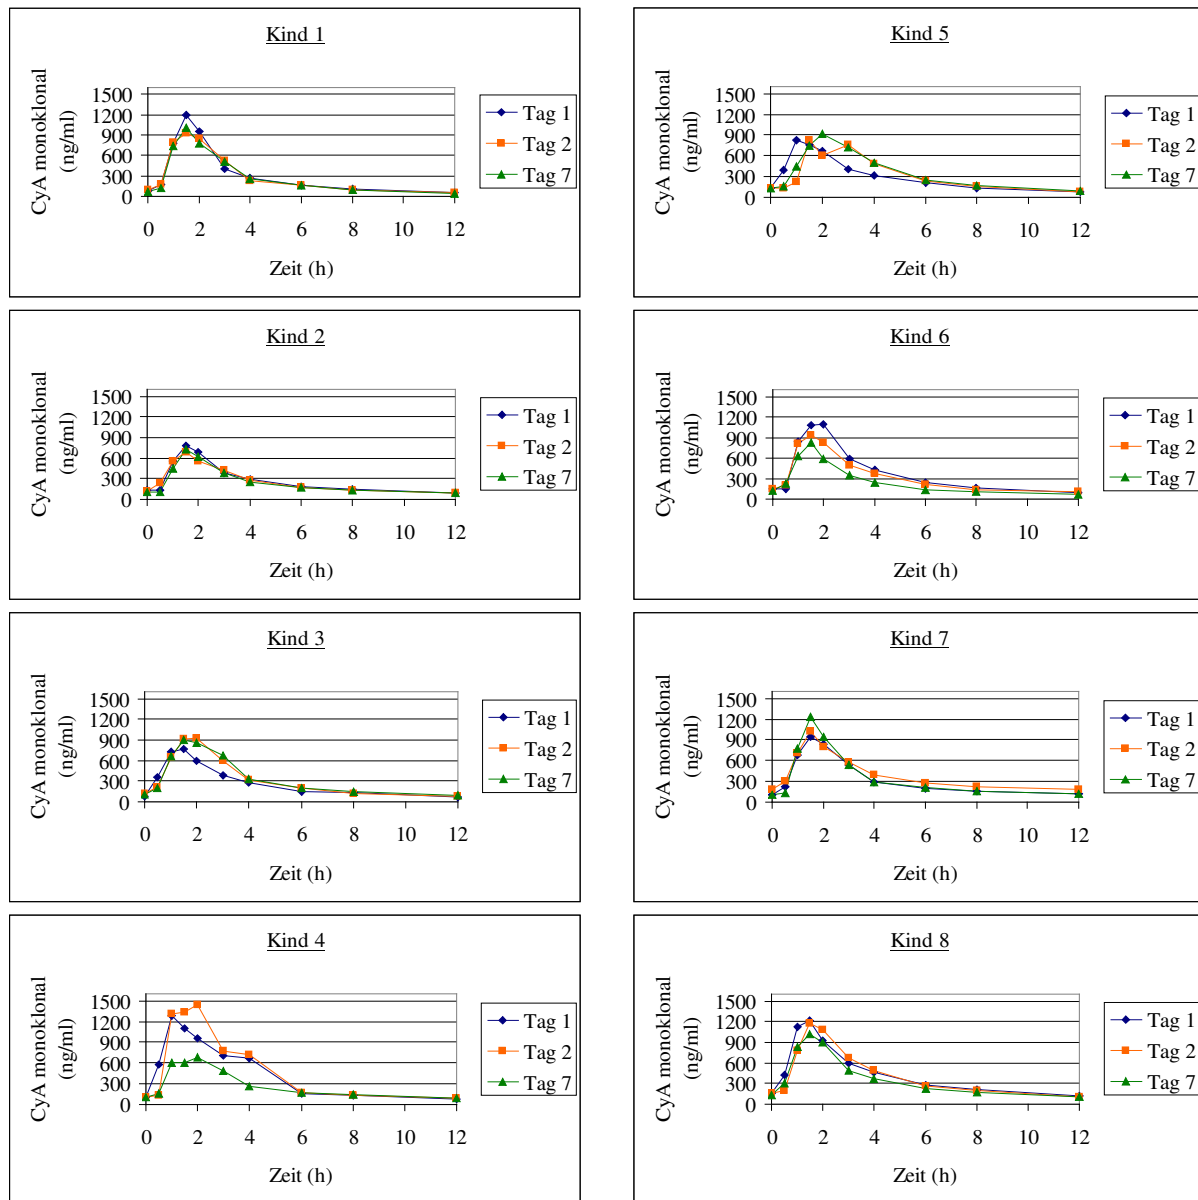 Kind 1
CyA monoklonal
(ng/ml)
1500
1200
900
600
300
0
0 2 4 6 8 10 12
Zeit (h)
Tag 1
Tag 2
Tag 7
Kind 5
CyA monoklonal
(ng/ml)
1500
1200
900
600
300
0
0 2 4 6 8 10 12
Zeit (h)
Tag 1
Tag 2
Tag 7
Kind 2
CyA monoklonal
(ng/ml)
1500
1200
900
600
300
0
0 2 4 6 8 10 12
Zeit (h)
Tag 1
Tag 2
Tag 7
Kind 6
CyA monoklonal
(ng/ml)
1500
1200
900
600
300
0
0 2 4 6 8 10 12
Zeit (h)
Tag 1
Tag 2
Tag 7
Kind 3
CyA monoklonal
(ng/ml)
1500
1200
900
600
300
0
0 2 4 6 8 10 12
Zeit (h)
Tag 1
Tag 2
Tag 7
Kind 7
CyA monoklonal
(ng/ml)
1500
1200
900
600
300
0
0 2 4 6 8 10 12
Zeit (h)
Tag 1
Tag 2
Tag 7
Kind 4
CyA monoklonal
(ng/ml)
1500
1200
900
600
300
0
0 2 4 6 8 10 12
Zeit (h)
Tag 1
Tag 2
Tag 7
Kind 8
CyA monoklonal
(ng/ml)
1500
1200
900
600
300
0
0 2 4 6 8 10 12
Zeit (h)
Tag 1
Tag 2
Tag 7